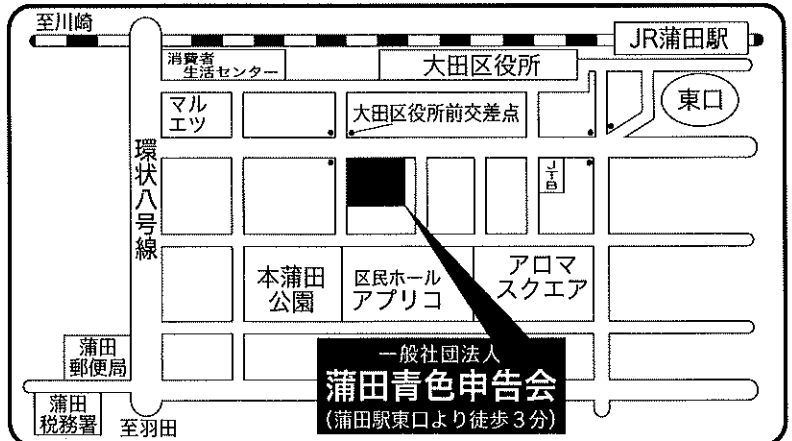 至川崎
JR蒲田駅
消費者
生活センター
大田区役所
東口
マル
エツ
大田区役所前交差点
環状八号線
JTB
本蒲田
公園
区民ホール
アプリコ
アロマ
スクエア
蒲田
郵便局
一般社団法人
蒲田青色申告会
(蒲田駅東口より徒歩3分)
蒲田
税務署
至羽田